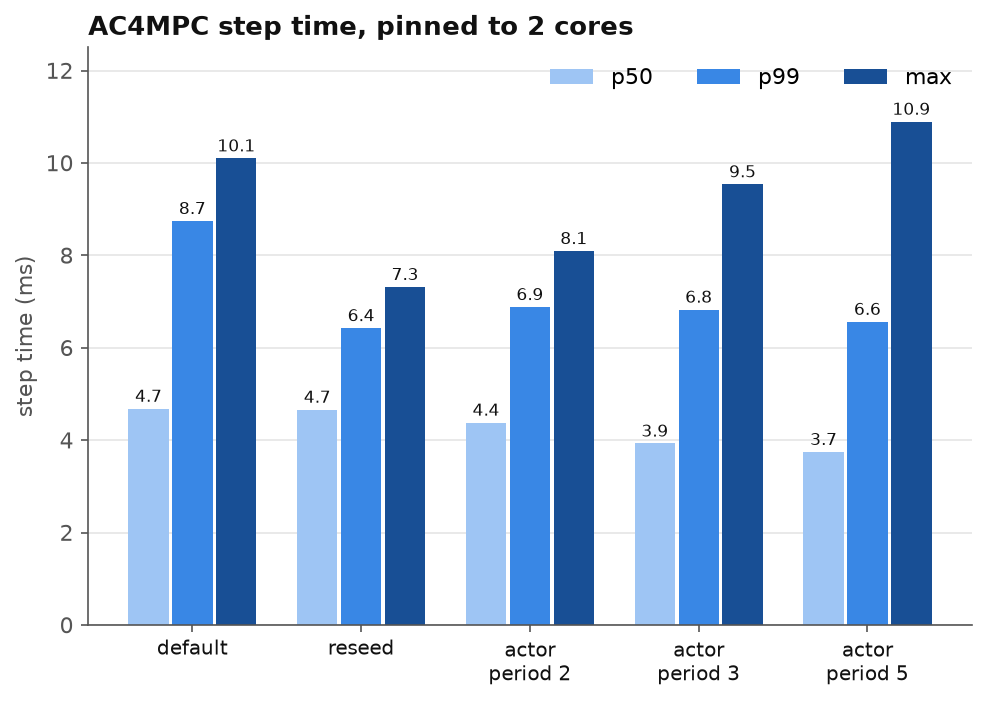 AC4MPC step time, pinned to 2 cores
p50 p99 max
step time (ms)
12
10
8
6
4
2
0
4.7 8.7 10.1
4.7 6.4 7.3
4.4 6.9 8.1
3.9 6.8 9.5
3.7 6.6 10.9
default
reseed
actor
period 2
actor
period 3
actor
period 5